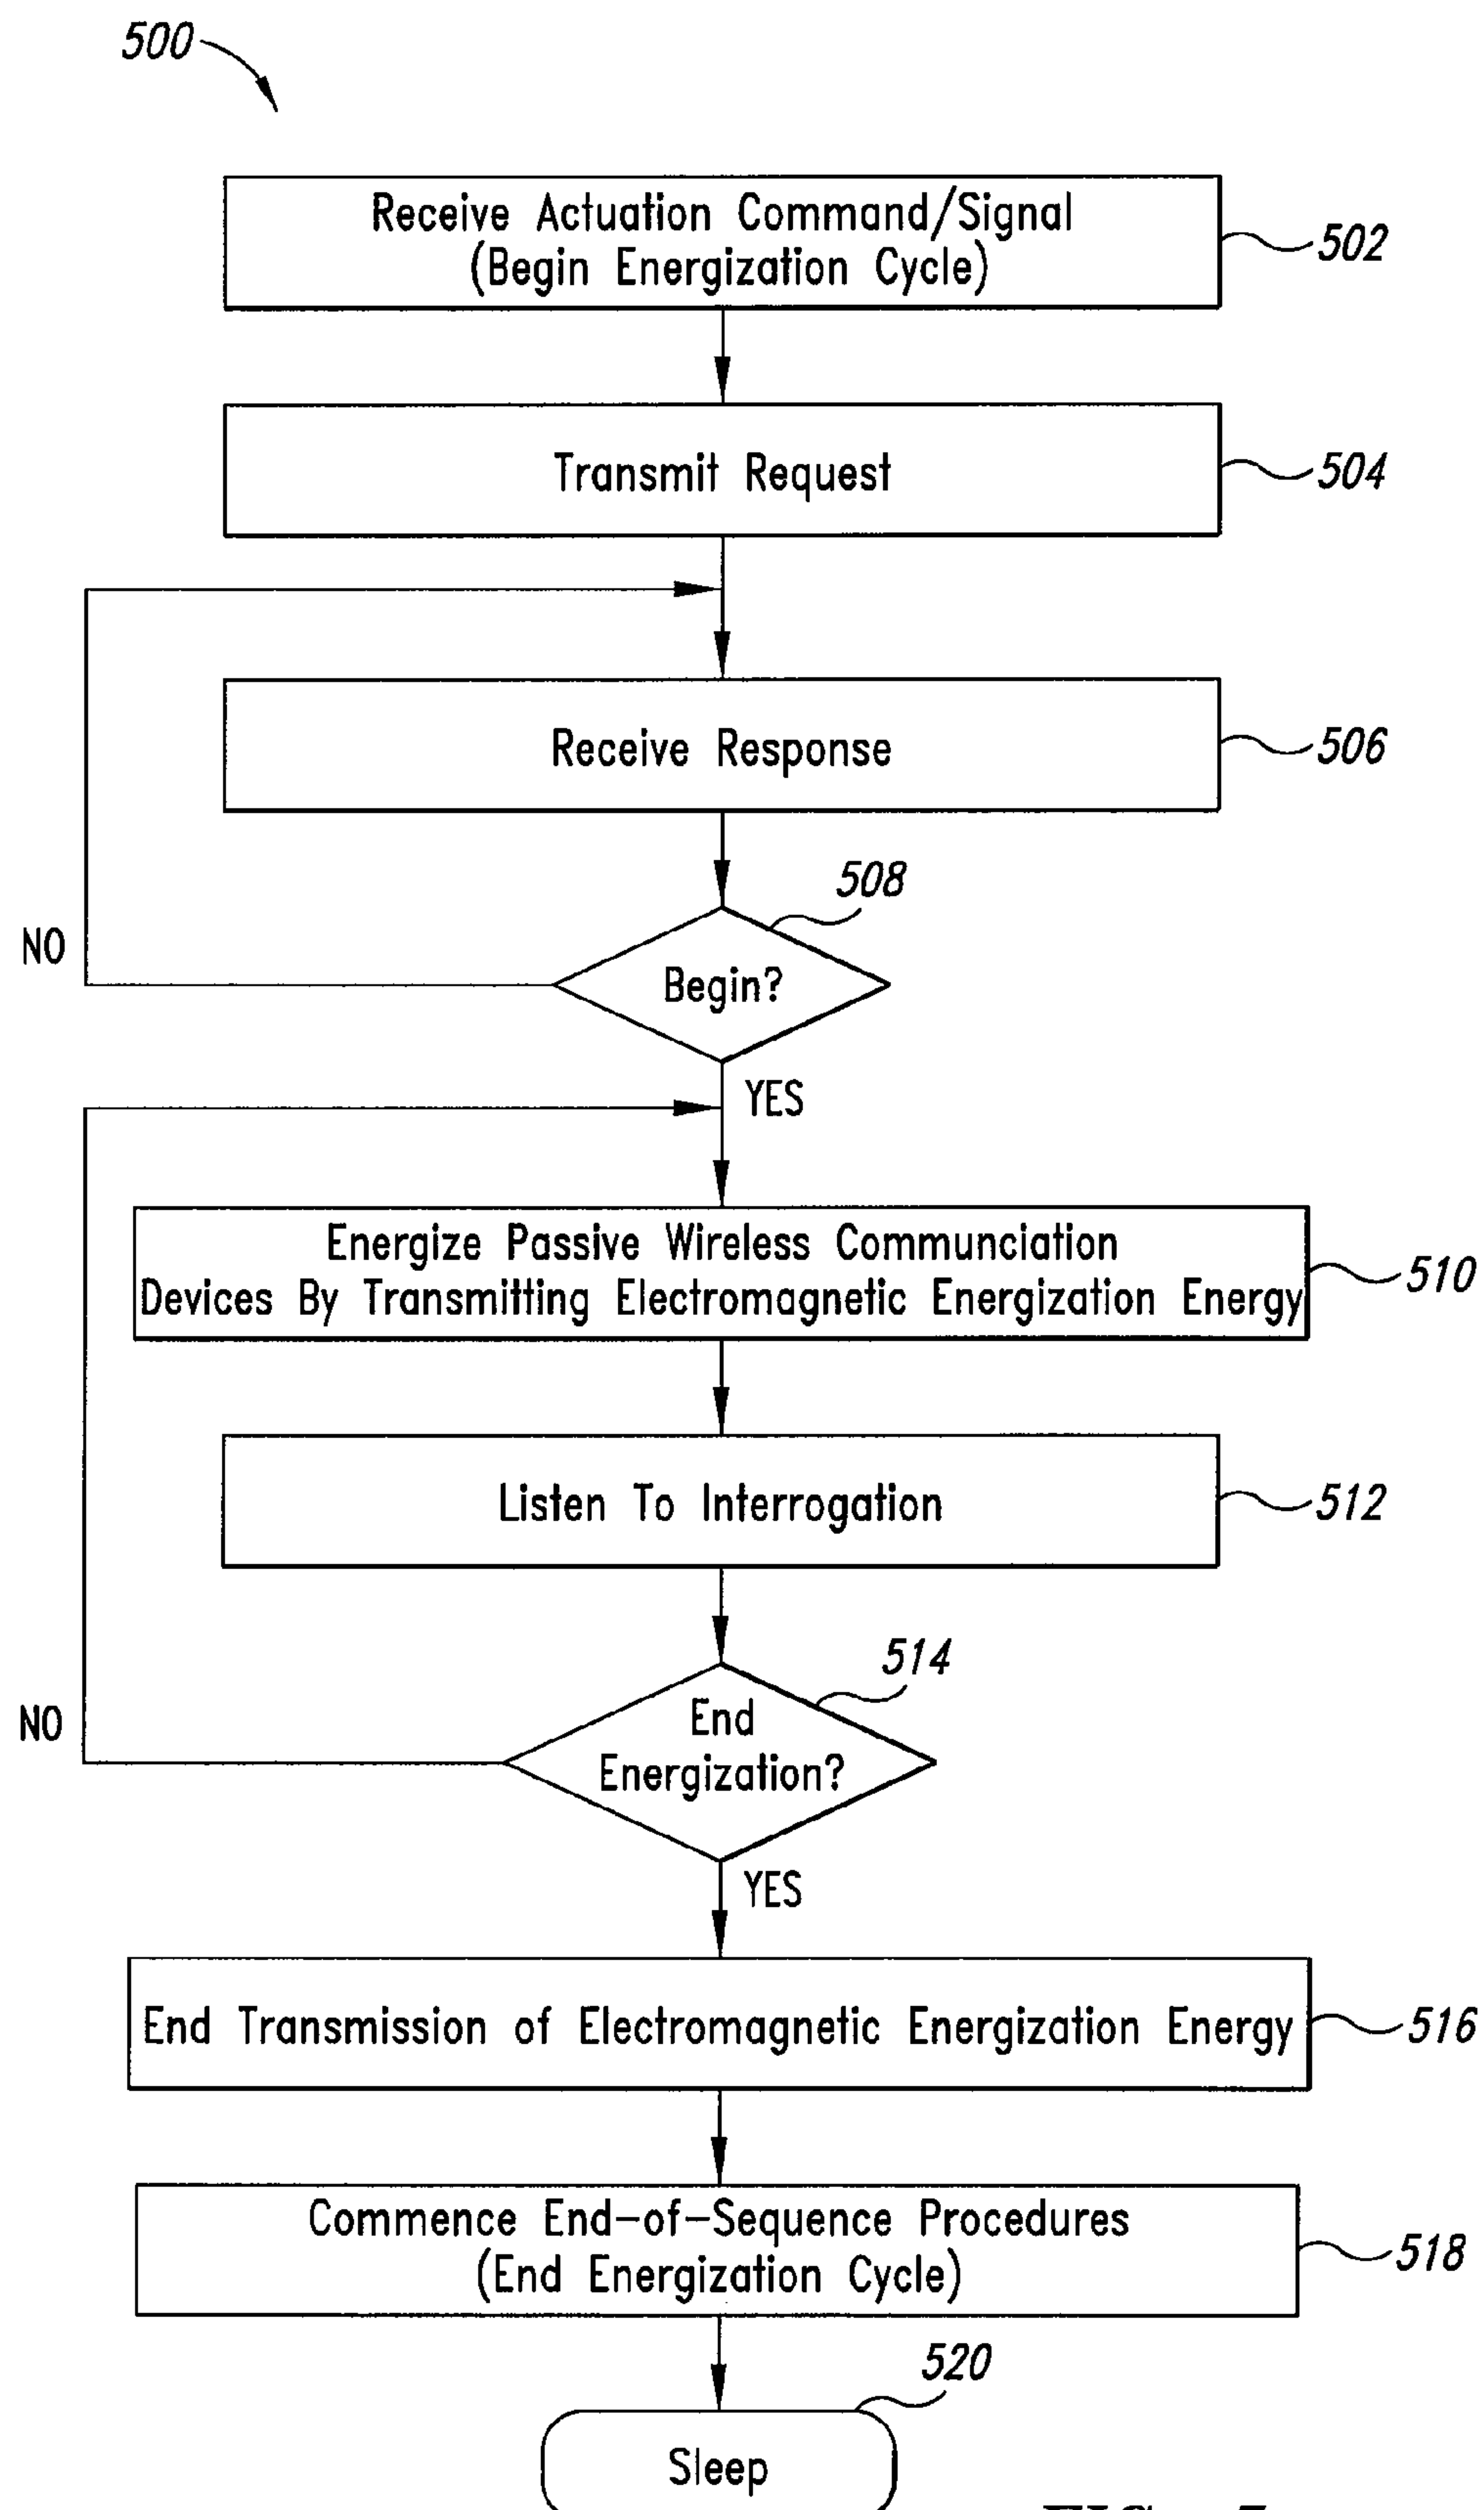 500
Receive Actuation Command/Signal
(Begin Energization Cycle)
502
Transmit Request
504
Receive Response
506
508
NO
Begin?
YES
Energize Passive Wireless Communciation
Devices By Transmitting Electromagnetic Energization Energy
510
Listen To Interrogation
512
514
NO
End
Energization?
YES
End Transmission of Electromagnetic Energization Energy
516
Commence End-of-Sequence Procedures
(End Energization Cycle)
518
520
Sleep